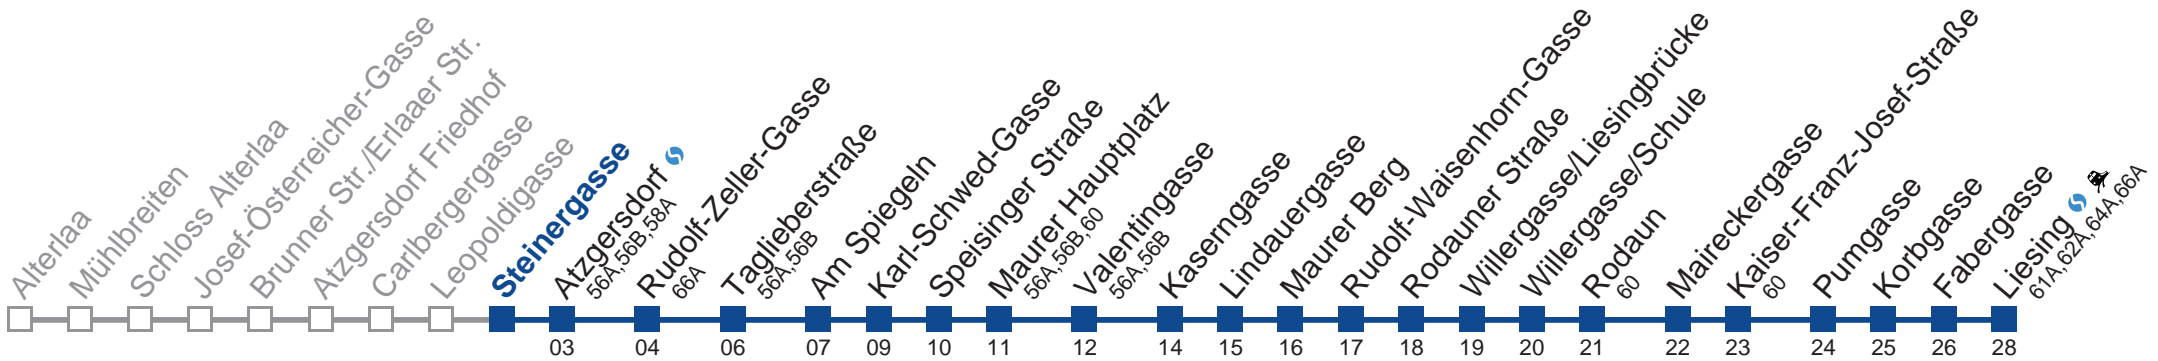 Alterlaa
Mühlbreiten
Schloss Alterlaa
Josef-Österreicher-Gasse
Brunner Str./Erlaaer Str.
Atzgersdorf Friedhof
Carlbergergasse
Leopoldigasse
Steinergasse
Atzgersdorf
56A, 56B, 58A
Rudolf-Zeller-Gasse
66A
Taglieberstraße
56A, 56B
Am Spiegeln
Karl-Schwed-Gasse
Speisinger Straße
Maurer Hauptplatz
56A, 56B, 60
Valentingasse
56A, 56B
Kaserngasse
Lindauergasse
Maurer Berg
Rudolf-Waisenhorn-Gasse
Rodauner Straße
Willergasse/Liesingbrücke
Willergasse/Schule
Rodaun
60
Maireckergasse
Kaiser-Franz-Josef-Straße
60
Pumgasse
Korbgasse
Fabergasse
Liesing
61A, 62A, 64A, 66A
03 04 06 07 09 10 11 12 14 15 16 17 18 19 20 21 22 23 24 25 26 28